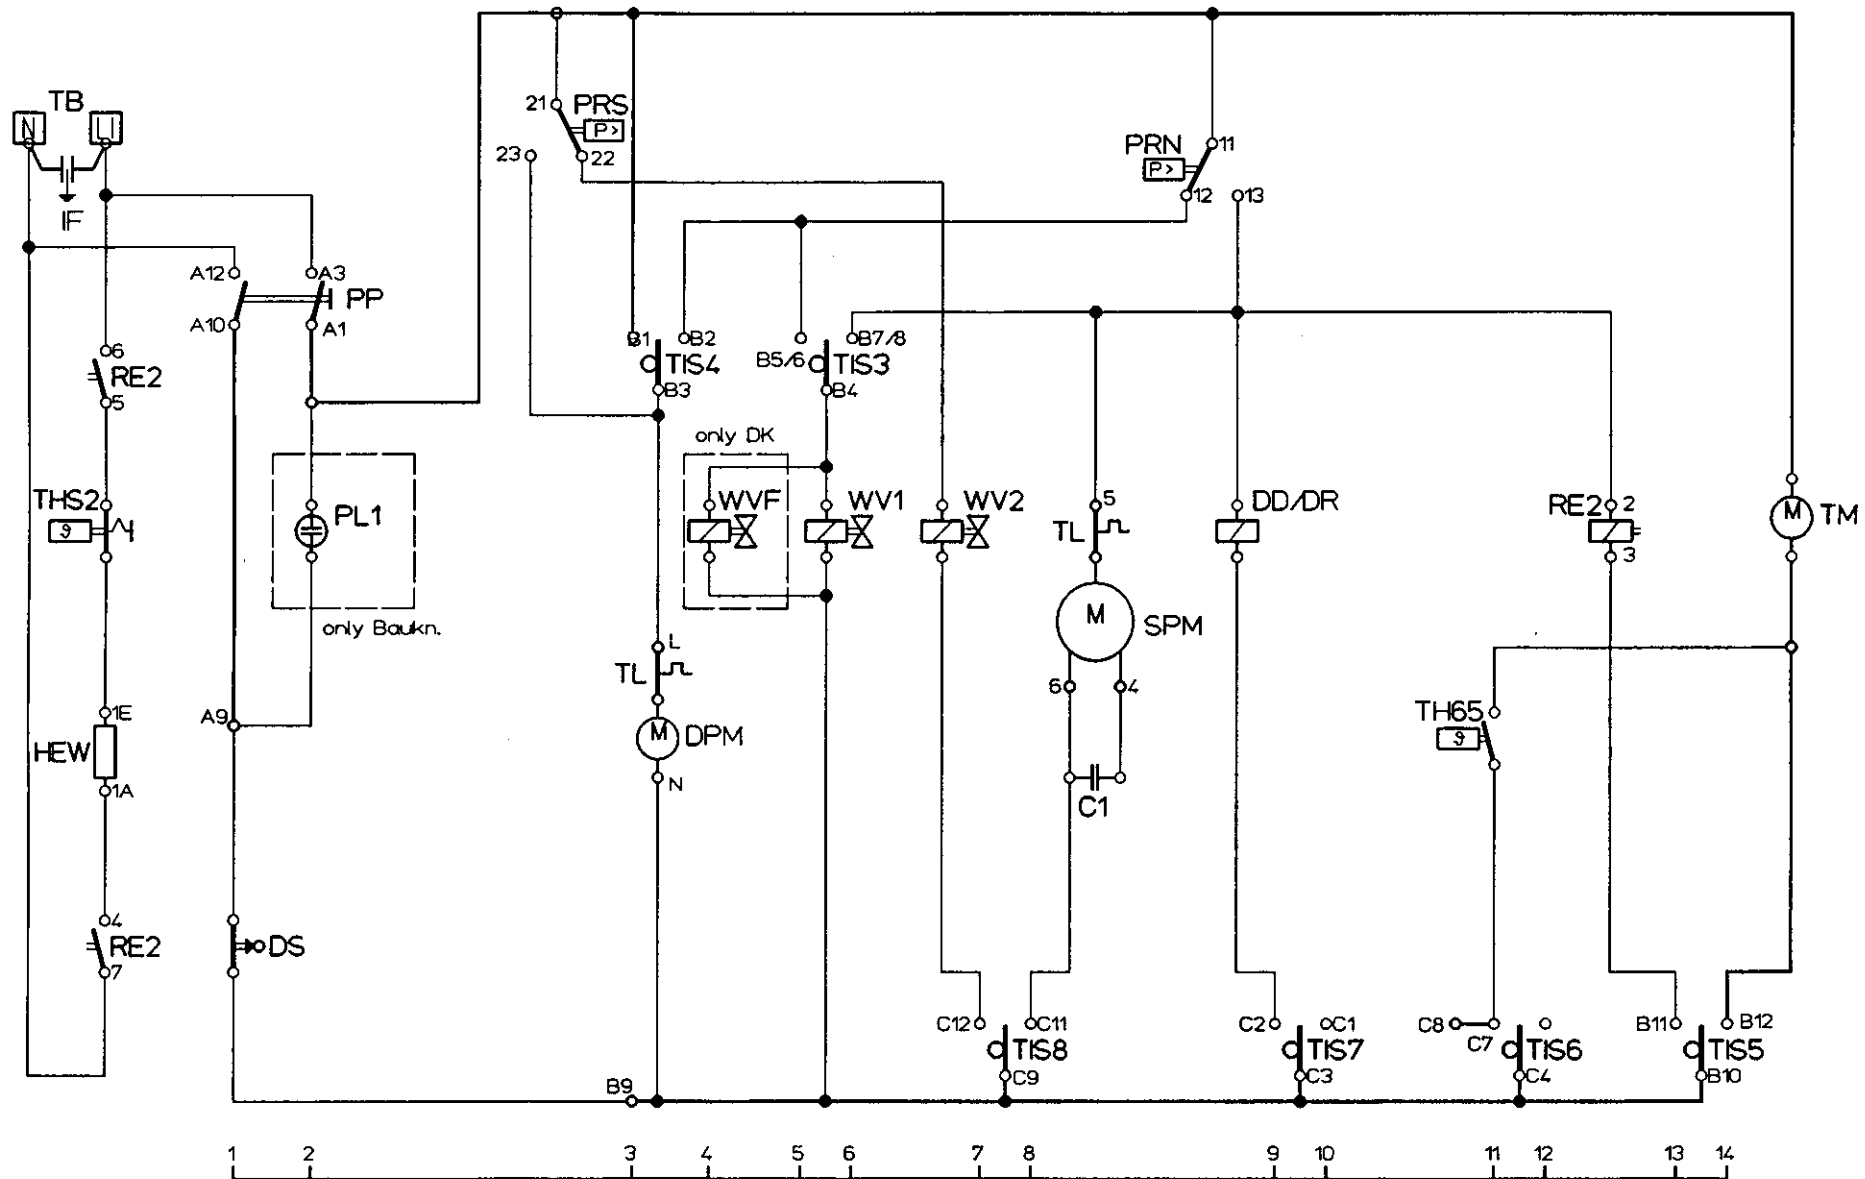 TB
N
L1
IF
21
PRS
P>
23
22
PRN
11
P>
12
13
A12
A3
PP
A10
A1
6
RE2
5
B1
B2
TIS4
B3
B5/6
B7/8
TIS3
B4
only DK
THS2
ϑ
PL1
only Baukn.
WVF
WV1
WV2
5
TL
M
SPM
6
4
C1
DD/DR
RE2
2
3
M
TM
L
TL
M
DPM
N
1E
HEW
1A
A9
TH65
ϑ
4
RE2
7
DS
C12
C11
TIS8
C9
C2
C1
TIS7
C3
C8
C7
TIS6
C4
B11
B12
TIS5
B10
B9
1 2 3 4 5 6 7 8 9 10 11 12 13 14